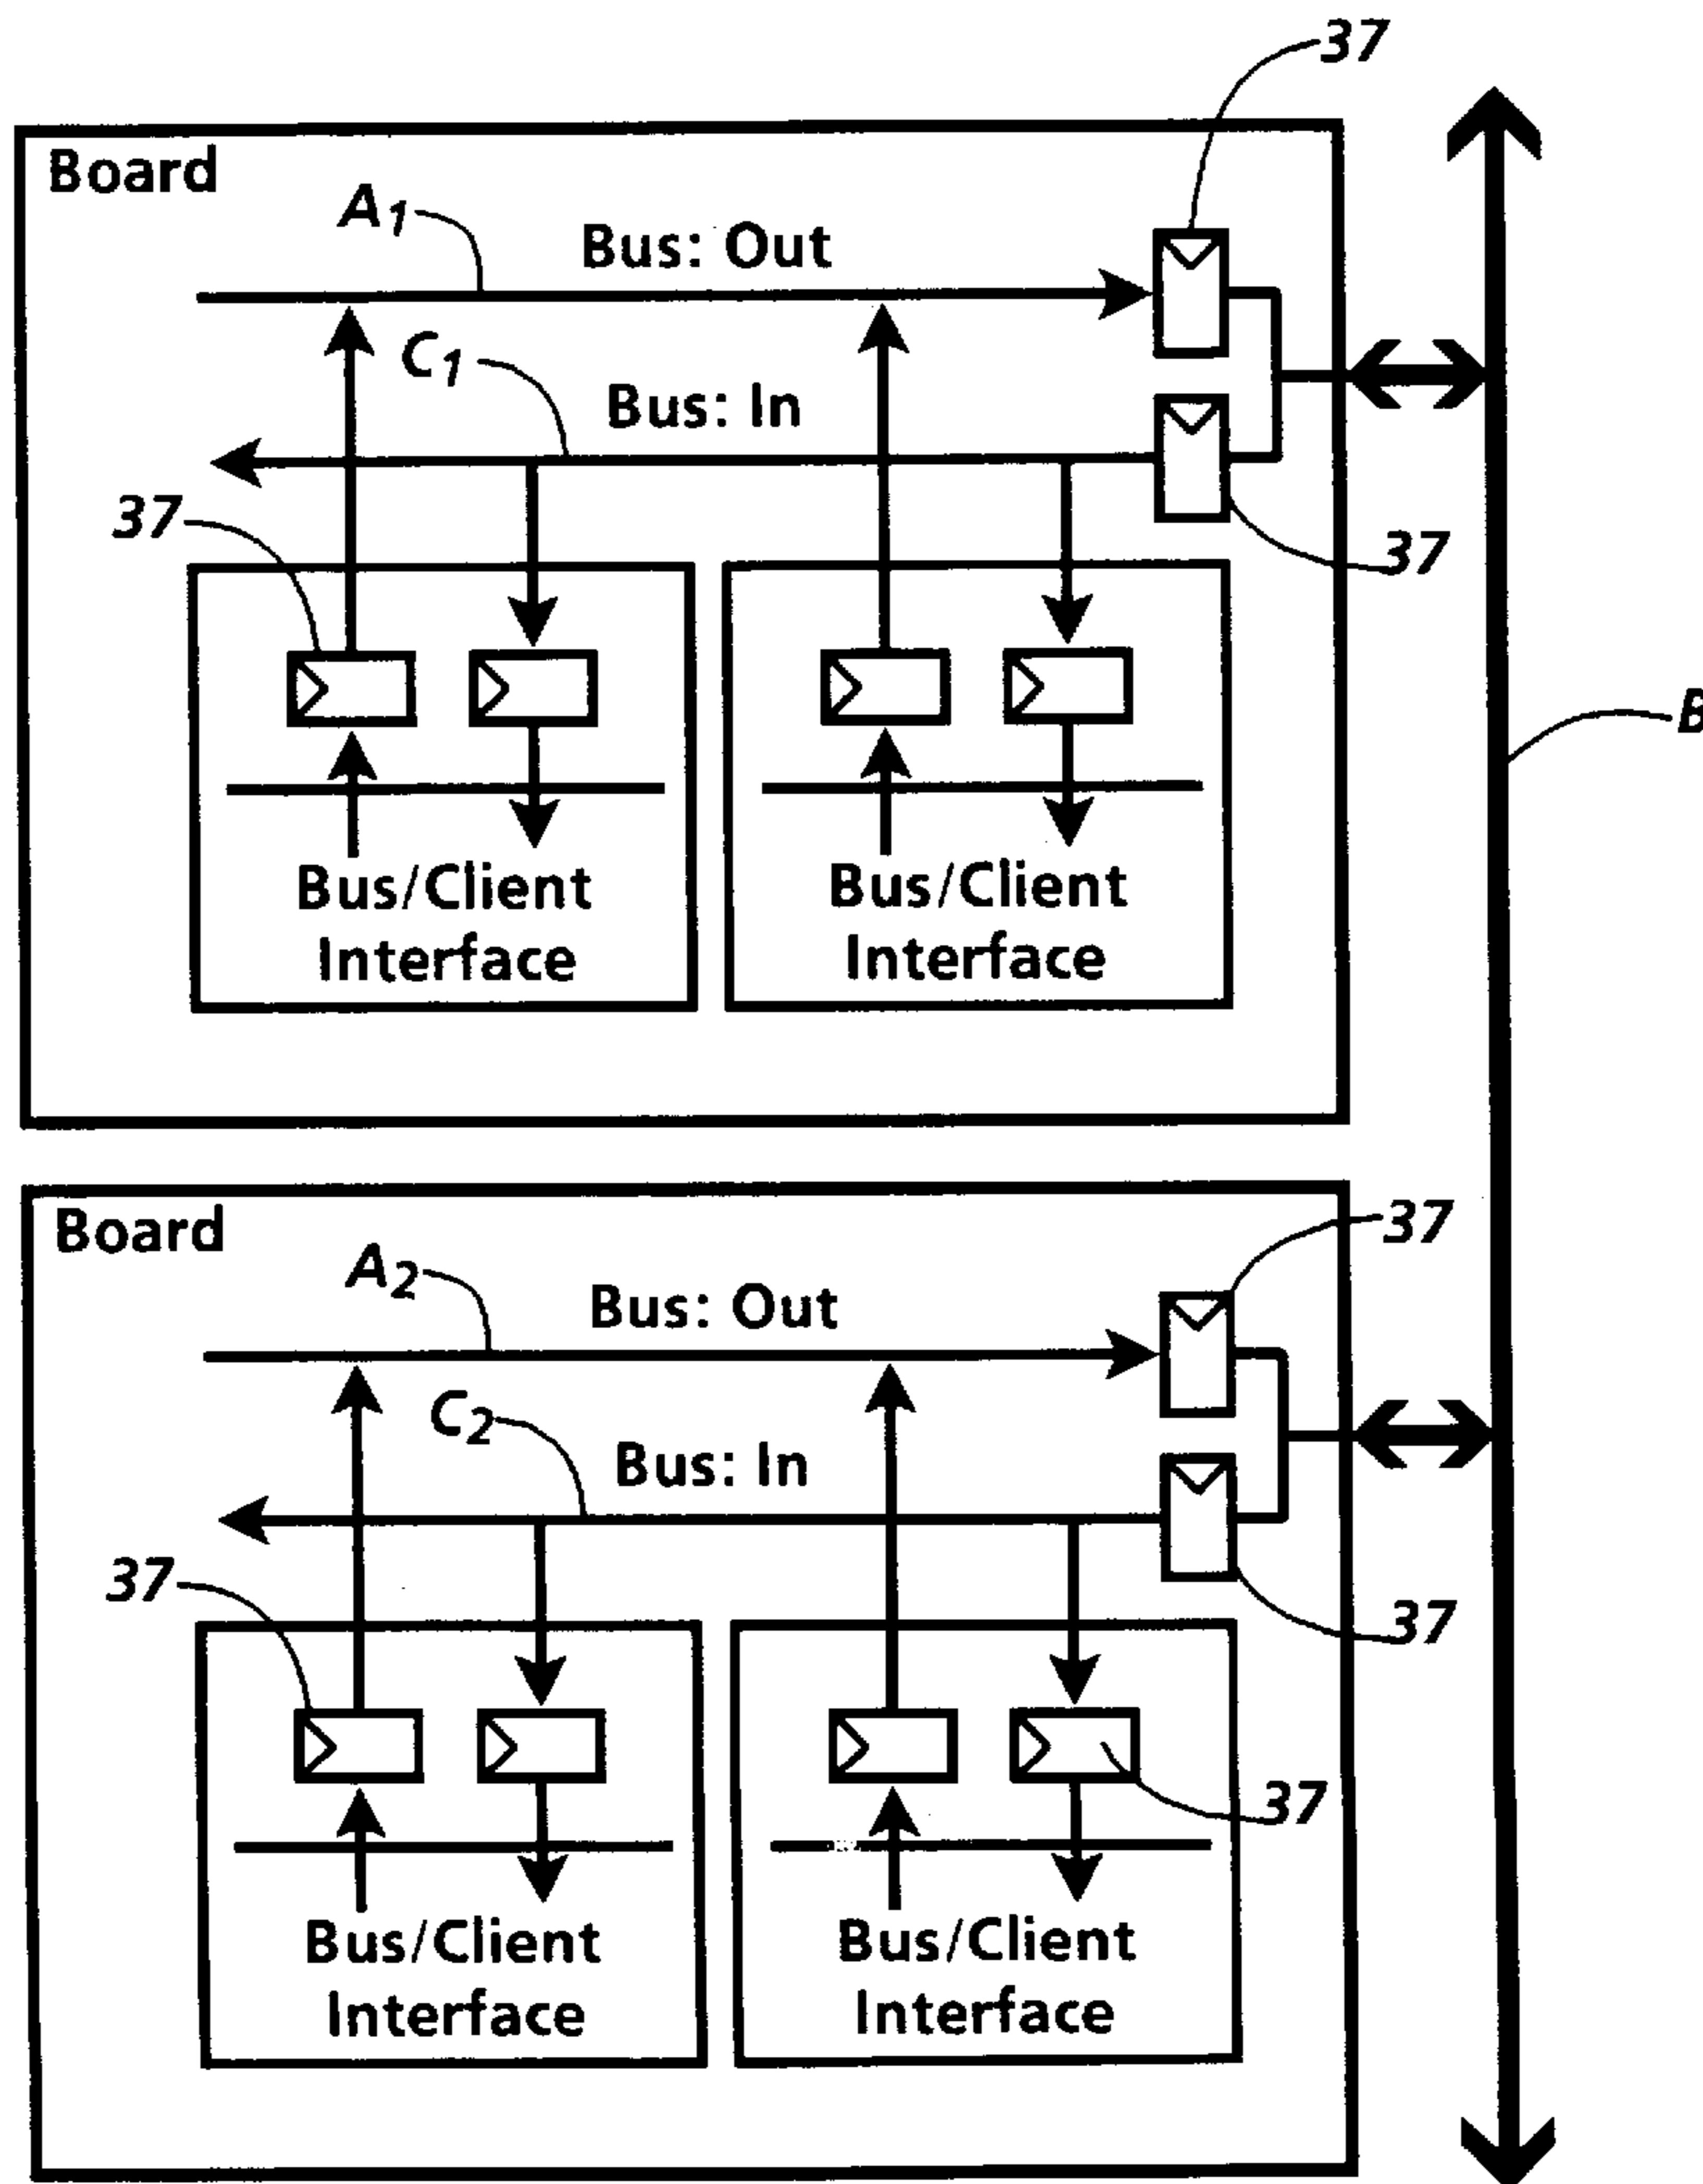 37
Board
A1
Bus: Out
C1
Bus: In
37
37
B
Bus/Client
Interface
Bus/Client
Interface
Board
37
A2
Bus: Out
C2
Bus: In
37
37
37
Bus/Client
Interface
Bus/Client
Interface